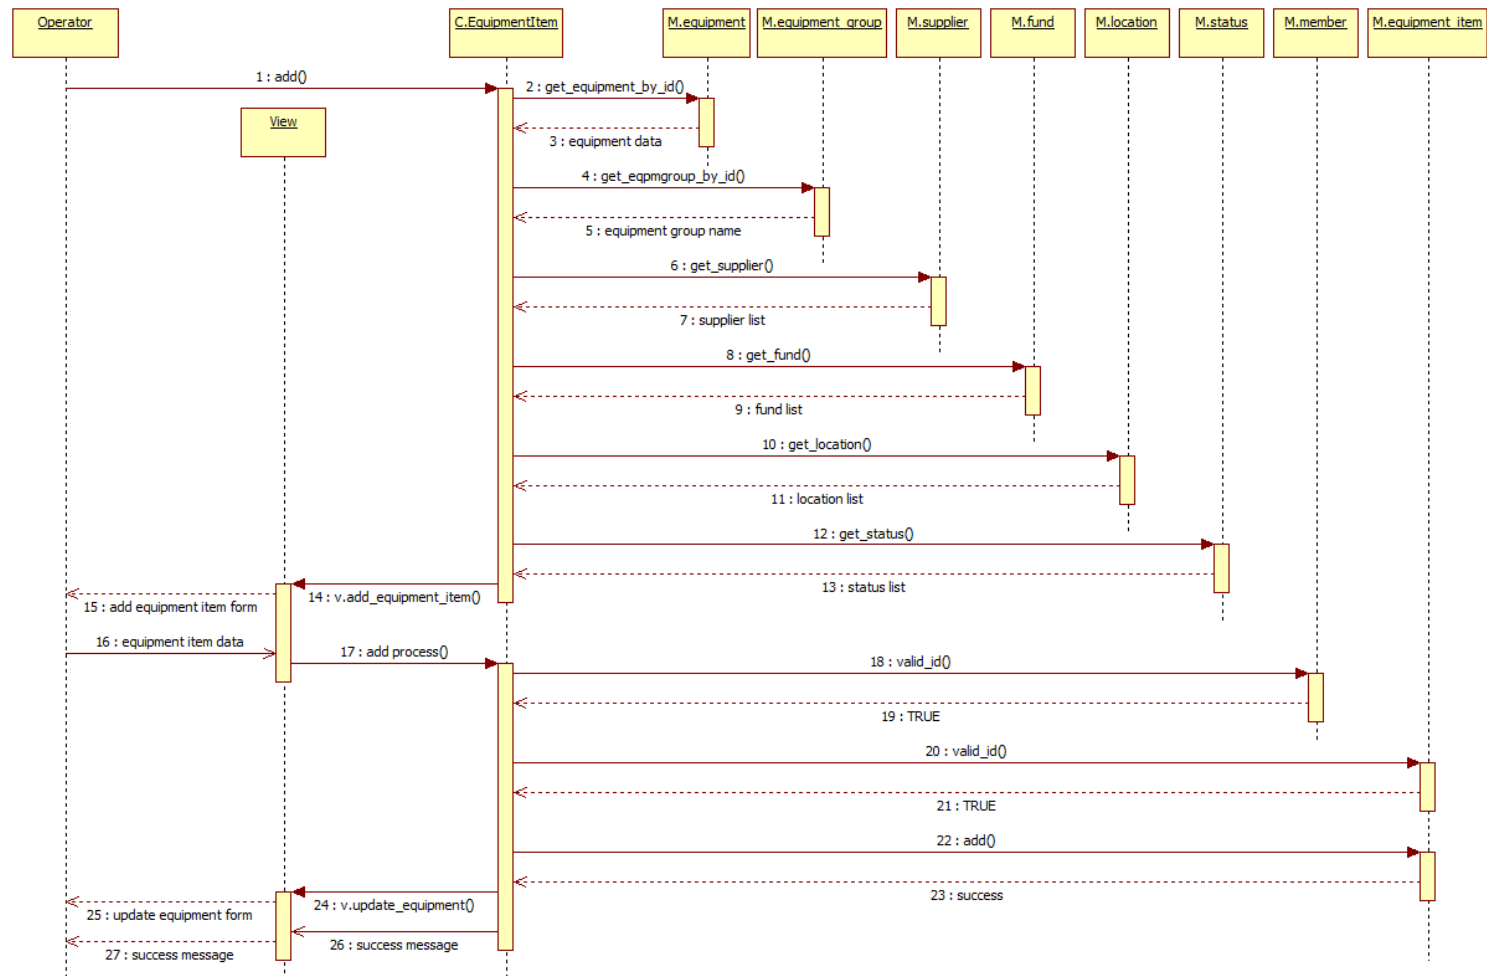 Operator
C.EquipmentItem
M.equipment
M.equipment_group
M.supplier
M.fund
M.location
M.status
M.member
M.equipment_item
1 : add()
2 : get_equipment_by_id()
View
3 : equipment data
4 : get_eqpmgroup_by_id()
5 : equipment group name
6 : get_supplier()
7 : supplier list
8 : get_fund()
9 : fund list
10 : get_location()
11 : location list
12 : get_status()
13 : status list
14 : v.add_equipment_item()
15 : add equipment item form
16 : equipment item data
17 : add process()
18 : valid_id()
19 : TRUE
20 : valid_id()
21 : TRUE
22 : add()
23 : success
24 : v.update_equipment()
25 : update equipment form
26 : success message
27 : success message